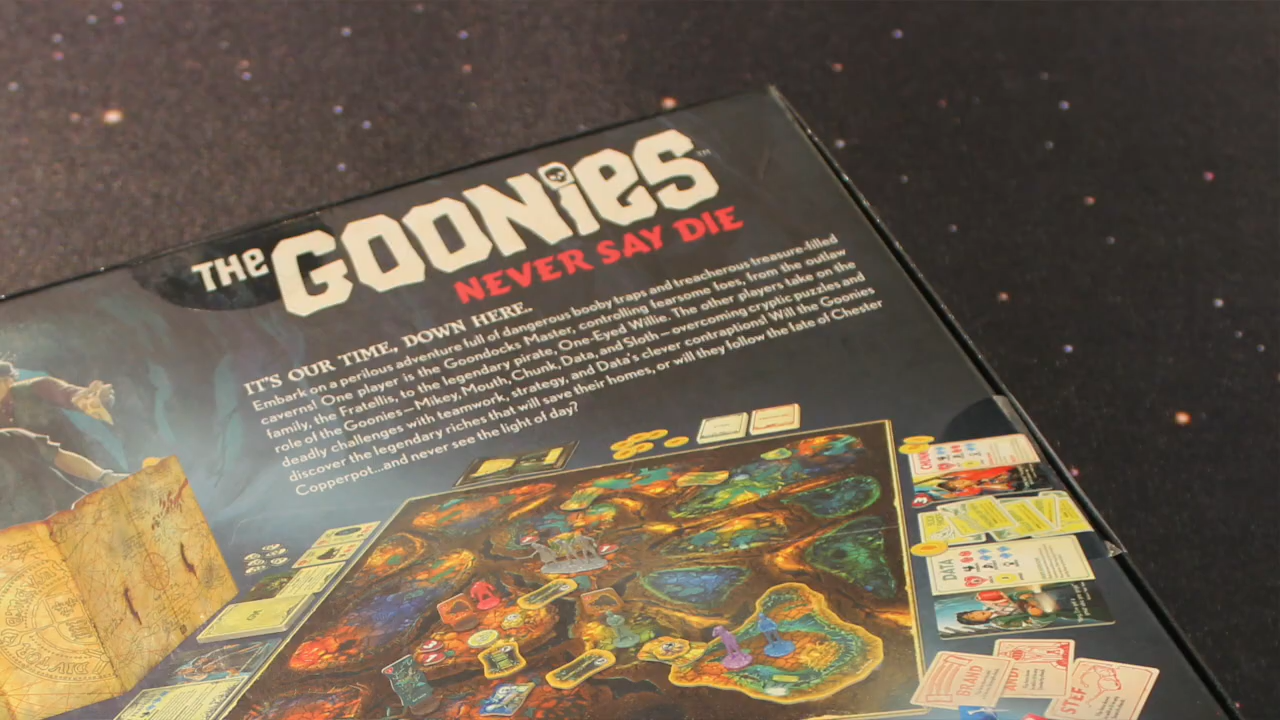 THE GOONIES™
NEVER SAY DIE
IT'S OUR TIME, DOWN HERE.
Embark on a perilous adventure full of dangerous booby traps and treacherous treasure-filled
caverns! One player is the Goondocks Master, controlling fearsome foes, from the outlaw
family, the Fratellis, to the legendary pirate, One-Eyed Willie. The other players take on the
role of the Goonies—Mikey, Mouth, Chunk, Data, and Sloth—overcoming cryptic puzzles and
deadly challenges with teamwork, strategy, and Data's clever contraptions! Will the Goonies
discover the legendary riches that will save their homes, or will they follow the fate of Chester
Copperpot...and never see the light of day?
DATA
BRAND
ANDY
STEF